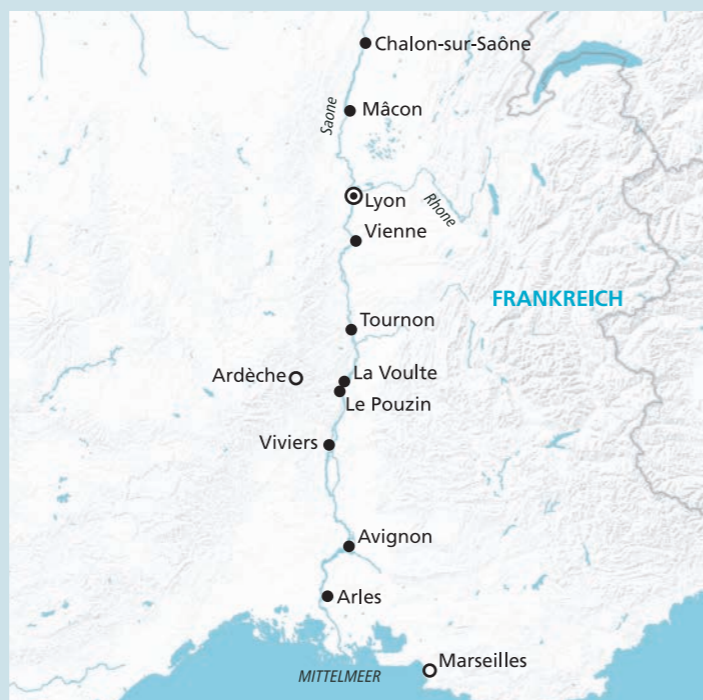 Chalon-sur-Saône
Mâcon
Saone
Lyon
Rhone
Vienne
FRANKREICH
Tournon
Ardèche
La Voulte
Le Pouzin
Viviers
Avignon
Arles
Marseilles
MITTELMEER